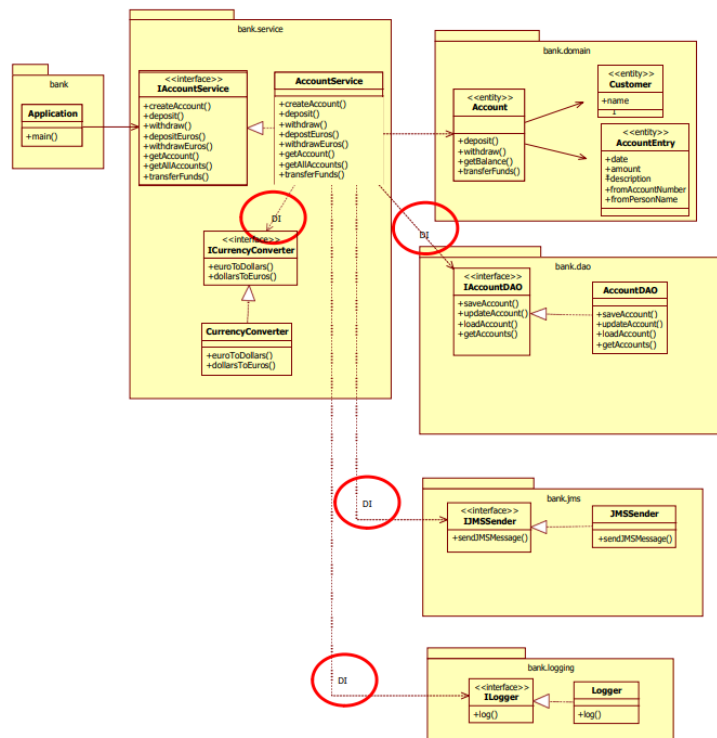 bank
Application
+main()
bank.service
<<interface>>
IAccountService
+createAccount()
+deposit()
+withdraw()
+depositEuros()
+withdrawEuros()
+getAccount()
+getAllAccounts()
+transferFunds()
AccountService
+createAccount()
+deposit()
+withdraw()
+depostEuros()
+withdrawEuros()
+getAccount()
+getAllAccounts()
+transferFunds()
DI
<<interface>>
ICurrencyConverter
+euroToDollars()
+dollarsToEuros()
CurrencyConverter
+euroToDollars()
+dollarsToEuros()
bank.domain
<<entity>>
Account
+deposit()
+withdraw()
+getBalance()
+transferFunds()
<<entity>>
Customer
+name
<<entity>>
AccountEntry
+date
+amount
+description
+fromAccountNumber
+fromPersonName
DI
bank.dao
<<interface>>
IAccountDAO
+saveAccount()
+updateAccount()
+loadAccount()
+getAccounts()
AccountDAO
+saveAccount()
+updateAccount()
+loadAccount()
+getAccounts()
DI
bank.jms
<<interface>>
IJMSSender
+sendJMSMessage()
JMSSender
+sendJMSMessage()
DI
bank.logging
<<interface>>
ILogger
+log()
Logger
+log()